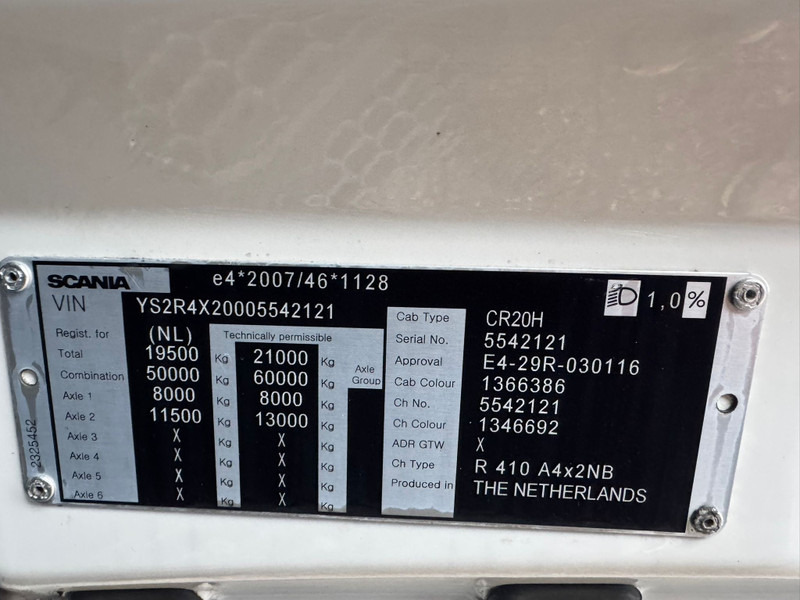 SCANIA e4*2007/46*1128
VIN YS2R4X20005542121
Regist. for (NL) Technically permissible
Total 19500 Kg 21000 Kg
Combination 50000 Kg 60000 Kg Axle Group
Axle 1 8000 Kg 8000 Kg
Axle 2 11500 Kg 13000 Kg
Axle 3 X Kg X Kg
Axle 4 X Kg X Kg
Axle 5 X Kg X Kg
Axle 6 X Kg X Kg
2325452
1,0 %
Cab Type CR20H
Serial No. 5542121
Approval E4-29R-030116
Cab Colour 1366386
Ch No. 5542121
Ch Colour 1346692
ADR GTW X
Ch Type R 410 A4x2NB
Produced in THE NETHERLANDS